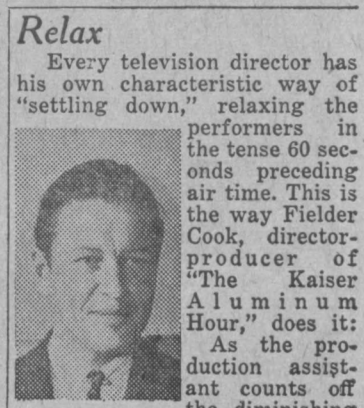 Relax
Every television director has
his own characteristic way of
“settling down,” relaxing the
performers in
the tense 60 sec-
onds preceding
air time. This is
the way Fielder
Cook, director-
producer of
“The Kaiser
Aluminum
Hour,” does it:
As the pro-
duction assist-
ant counts off
the diminishing